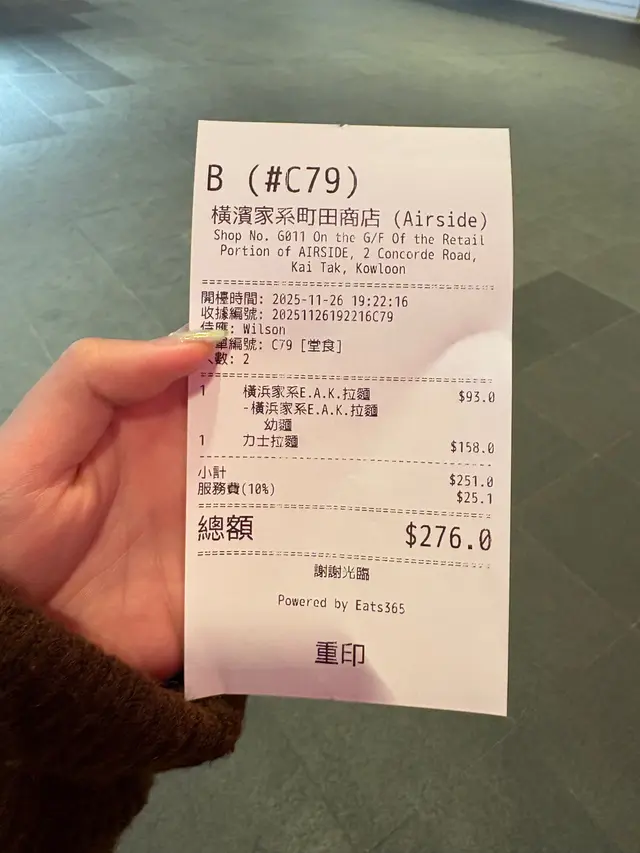 B (#C79)
橫濱家系町田商店 (Airside)
Shop No. G011 On the G/F Of the Retail
Portion of AIRSIDE, 2 Concorde Road,
Kai Tak, Kowloon
開檯時間: 2025-11-26 19:22:16
收據編號: 20251126192216C79
侍應: Wilson
單編號: C79 [堂食]
數: 2
1 橫浜家系E.A.K.拉麵 $93.0
-橫浜家系E.A.K.拉麵
幼麵
1 力士拉麵 $158.0
小計 $251.0
服務費(10%) $25.1
總額 $276.0
謝謝光臨
Powered by Eats365
重印